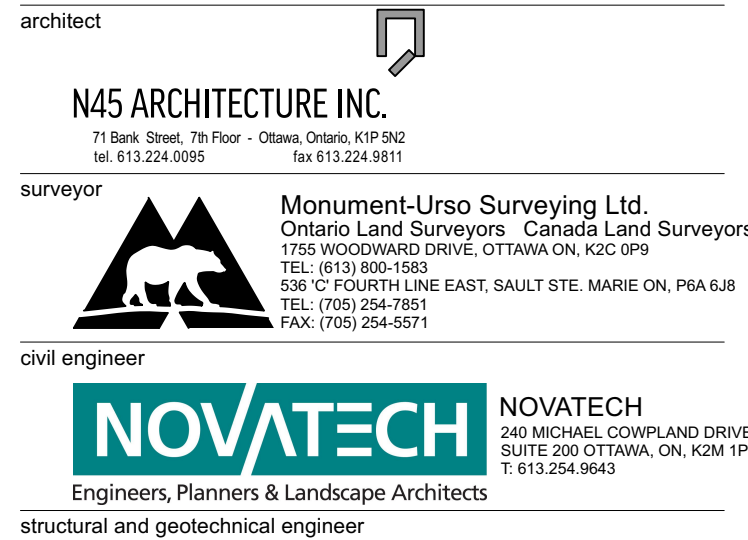 architect
N45 ARCHITECTURE INC.
71 Bank Street, 7th Floor - Ottawa, Ontario, K1P 5N2
tel. 613.224.0095 fax 613.224.9811
surveyor
Monument-Urso Surveying Ltd.
Ontario Land Surveyors Canada Land Surveyors
1755 WOODWARD DRIVE, OTTAWA ON, K2C 0P9
TEL: (613) 800-1583
536 'C' FOURTH LINE EAST, SAULT STE. MARIE ON, P6A 6J8
TEL: (705) 254-7851
FAX: (705) 254-5571
civil engineer
NOVATECH
Engineers, Planners & Landscape Architects
NOVATECH
240 MICHAEL COWPLAND DRIVE
SUITE 200 OTTAWA, ON, K2M 1P
T: 613.254.9643
structural and geotechnical engineer